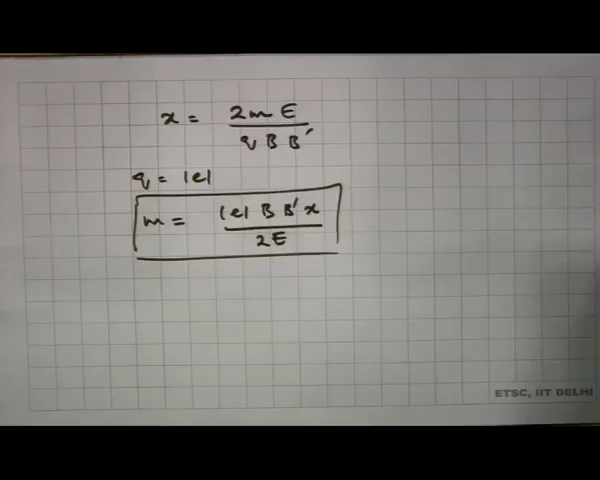 x = 2mE / qBB'
q = |e|
m = |e| B B' x / 2E
ETSC, IIT DELHI